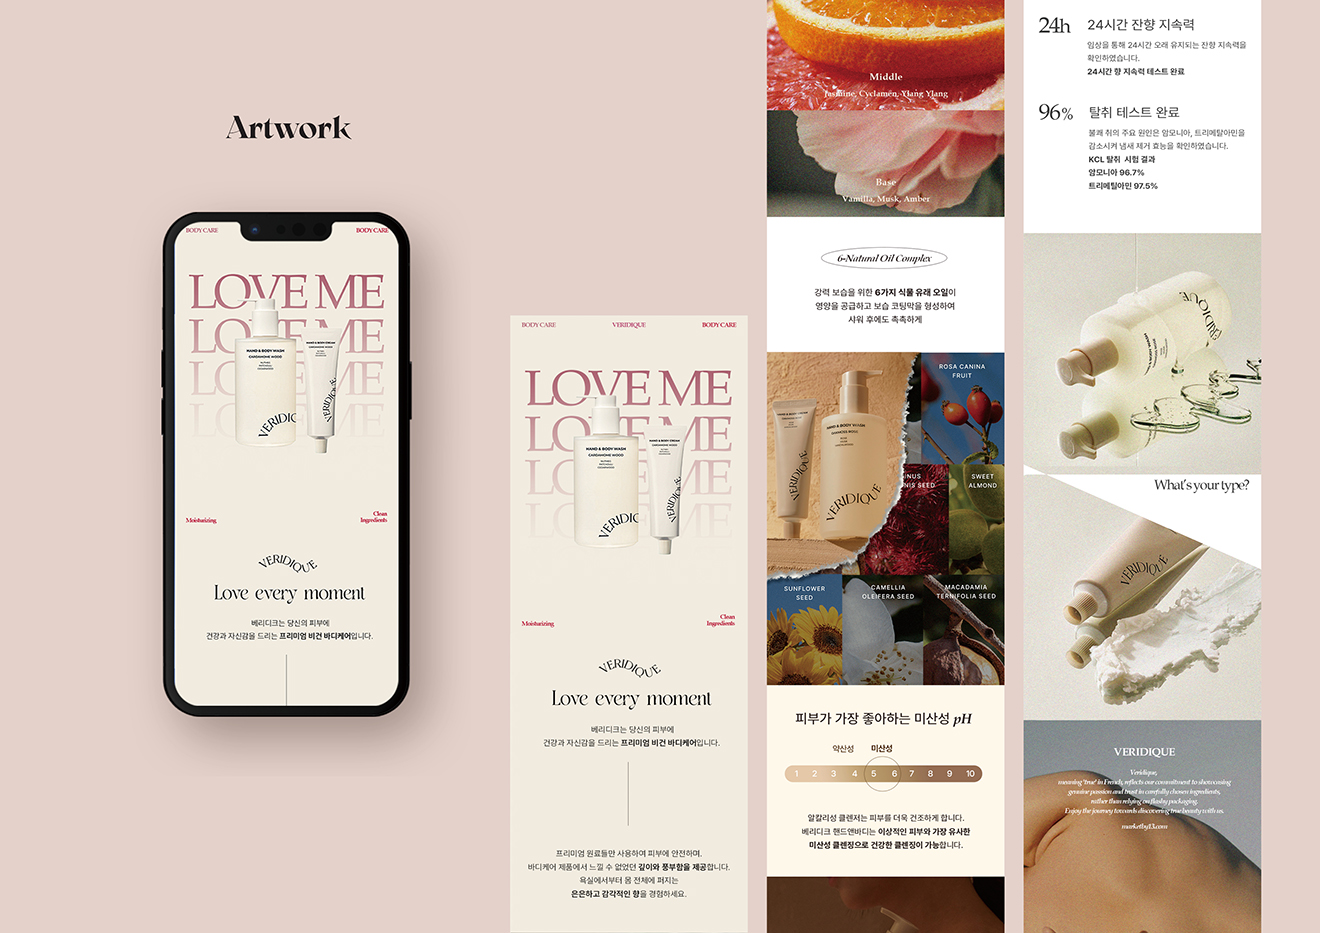 Artwork
BODY CARE
BODY CARE
LOVE ME
LOVE ME
LOVE ME
LOVE ME
HAND & BODY WASH
CARDAMOME WOOD
HAND & BODY CREAM
CARDAMOME WOOD
VERIDIQUE
VERIDIQUE
Moisturizing
Clean
Ingredients
VERIDIQUE
Love every moment
베리디크는 당신의 피부에
건강과 자신감을 드리는 프리미엄 비건 바디케어입니다.
BODY CARE
VERIDIQUE
BODY CARE
LOVE ME
LOVE ME
LOVE ME
LOVE ME
HAND & BODY WASH
CARDAMOME WOOD
HAND & BODY CREAM
CARDAMOME WOOD
VERIDIQ
VERIDIQUE
Moisturizing
Clean
Ingredients
VERIDIQUE
Love every moment
베리디크는 당신의 피부에
건강과 자신감을 드리는 프리미엄 비건 바디케어입니다.
프리미엄 원료들만 사용하여 피부에 안전하며,
바디케어 제품에서 느낄 수 없었던 깊이와 풍부함을 제공합니다.
욕실에서부터 몸 전체에 퍼지는
은은하고 감각적인 향을 경험하세요.
Middle
Jasmine, Cyclamen, Ylang Ylang
Base
Vanilla, Musk, Amber
6-Natural Oil Complex
강력 보습을 위한 6가지 식물 유래 오일이
영양을 공급하고 보습 코팅막을 형성하여
샤워 후에도 촉촉하게
ROSA CANINA
FRUIT
HAND & BODY WASH
VERIDIQUE
VERIDIQUE
INUS
NIS SEED
SWEET
ALMOND
SUNFLOWER
SEED
CAMELLIA
OLEIFERA SEED
MACADAMIA
TERNIFOLIA SEED
피부가 가장 좋아하는 미산성 pH
약산성 미산성
1 2 3 4 5 6 7 8 9 10
알칼리성 클렌저는 피부를 더욱 건조하게 합니다.
베리디크 핸드앤바디는 이상적인 피부와 가장 유사한
미산성 클렌징으로 건강한 클렌징이 가능합니다.
24h
24시간 잔향 지속력
임상을 통해 24시간 오래 유지되는 잔향 지속력을
확인하였습니다.
24시간 향 지속력 테스트 완료
96%
탈취 테스트 완료
불쾌 취의 주요 원인은 암모니아, 트리메탈아민을
감소시켜 냄새 제거 효능을 확인하였습니다.
KCL 탈취 시험 결과
암모니아 96.7%
트리메틸아민 97.5%
VERIDIQUE
What's your type?
VERIDIQUE
VERIDIQUE
Veridique,
meaning 'true' in French, reflects our commitment to showcasing
genuine passion and trust in carefully chosen ingredients,
rather than relying on flashy packaging.
Enjoy the journey towards discovering true beauty with us.
marketby13.com